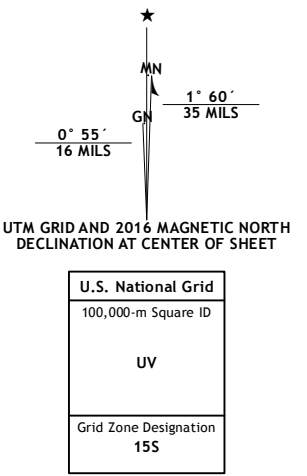 MN
1° 60´
35 MILS
GN
0° 55´
16 MILS
UTM GRID AND 2016 MAGNETIC NORTH
DECLINATION AT CENTER OF SHEET
U.S. National Grid
100,000-m Square ID
UV
Grid Zone Designation
15S